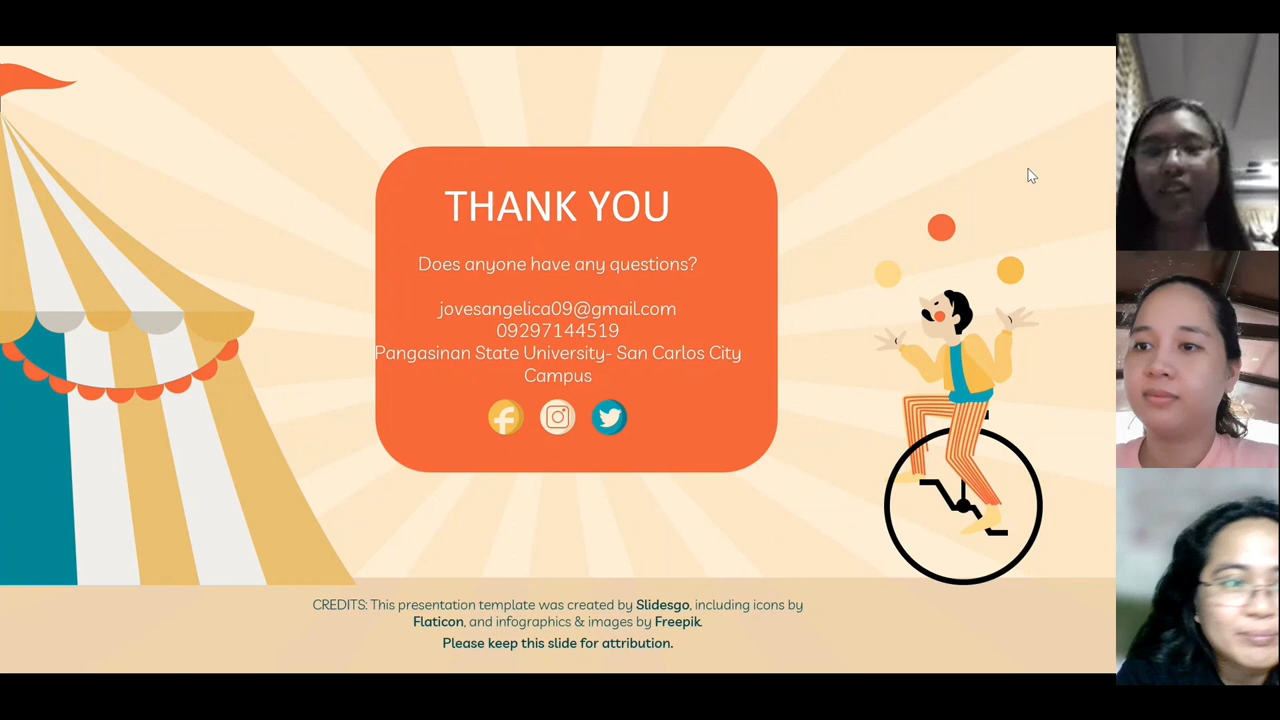 THANK YOU
Does anyone have any questions?
jovesangelica09@gmail.com
09297144519
Pangasinan State University- San Carlos City
Campus
CREDITS: This presentation template was created by Slidesgo, including icons by
Flaticon, and infographics & images by Freepik.
Please keep this slide for attribution.